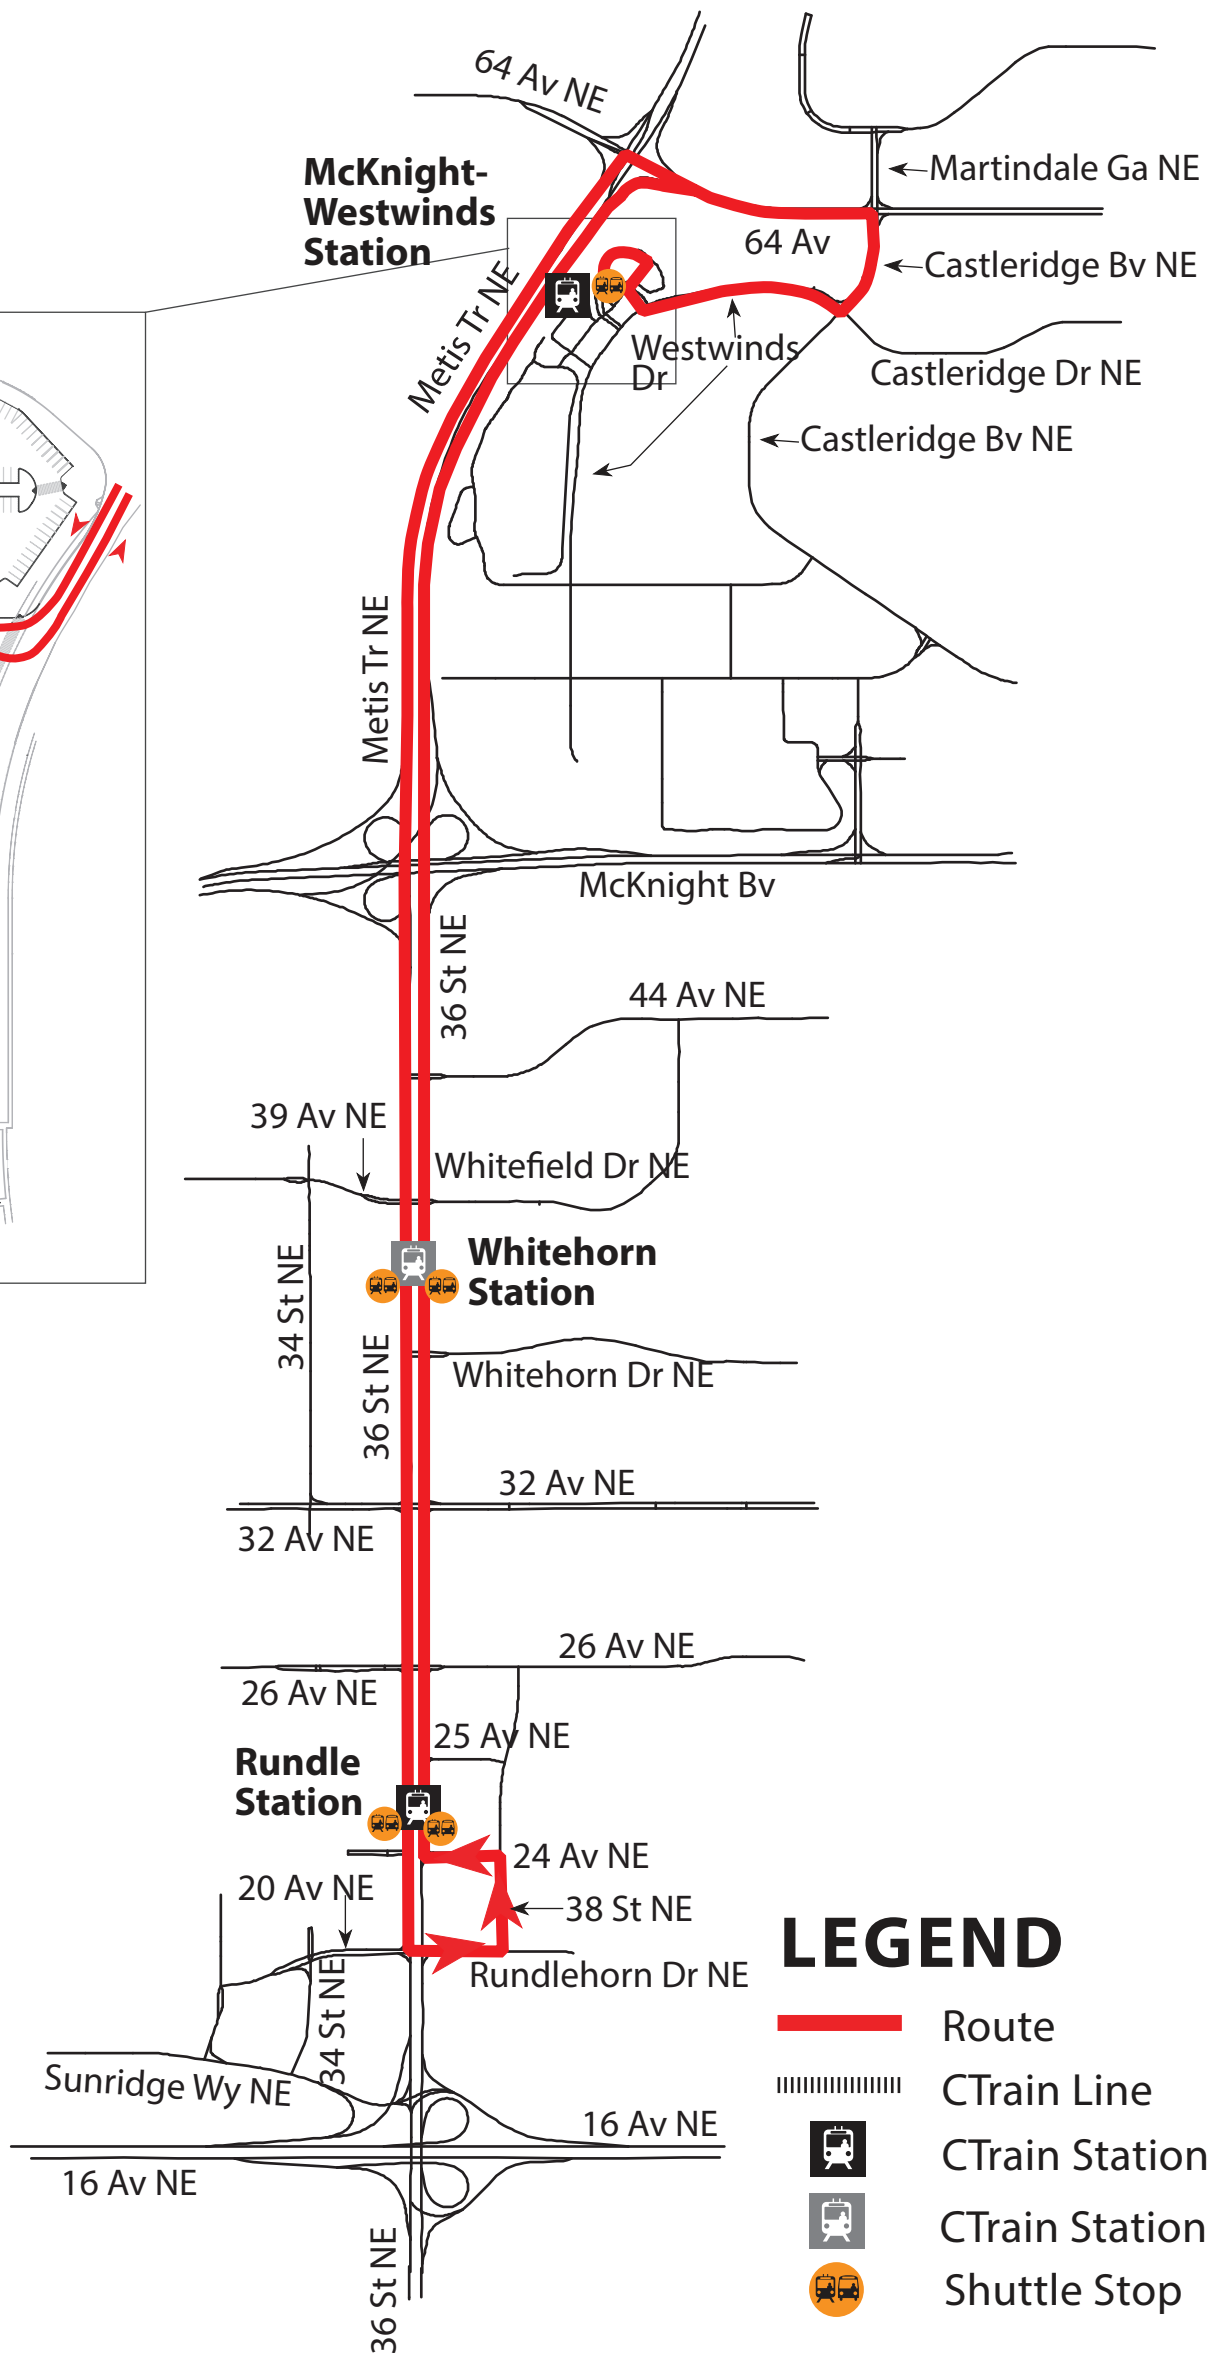 64 Av NE
McKnight-
Westwinds
Station
Martindale Ga NE
64 Av
Castleridge Bv NE
Metis Tr NE
Westwinds
Dr
Castleridge Dr NE
Castleridge Bv NE
Metis Tr NE
McKnight Bv
36 St NE
44 Av NE
39 Av NE
Whitefield Dr NE
Whitehorn
Station
34 St NE
36 St NE
Whitehorn Dr NE
32 Av NE
32 Av NE
26 Av NE
26 Av NE
25 Av NE
Rundle
Station
24 Av NE
20 Av NE
38 St NE
Rundlehorn Dr NE
34 St NE
Sunridge Wy NE
16 Av NE
16 Av NE
36 St NE
LEGEND
Route
CTrain Line
CTrain Station
CTrain Station
Shuttle Stop